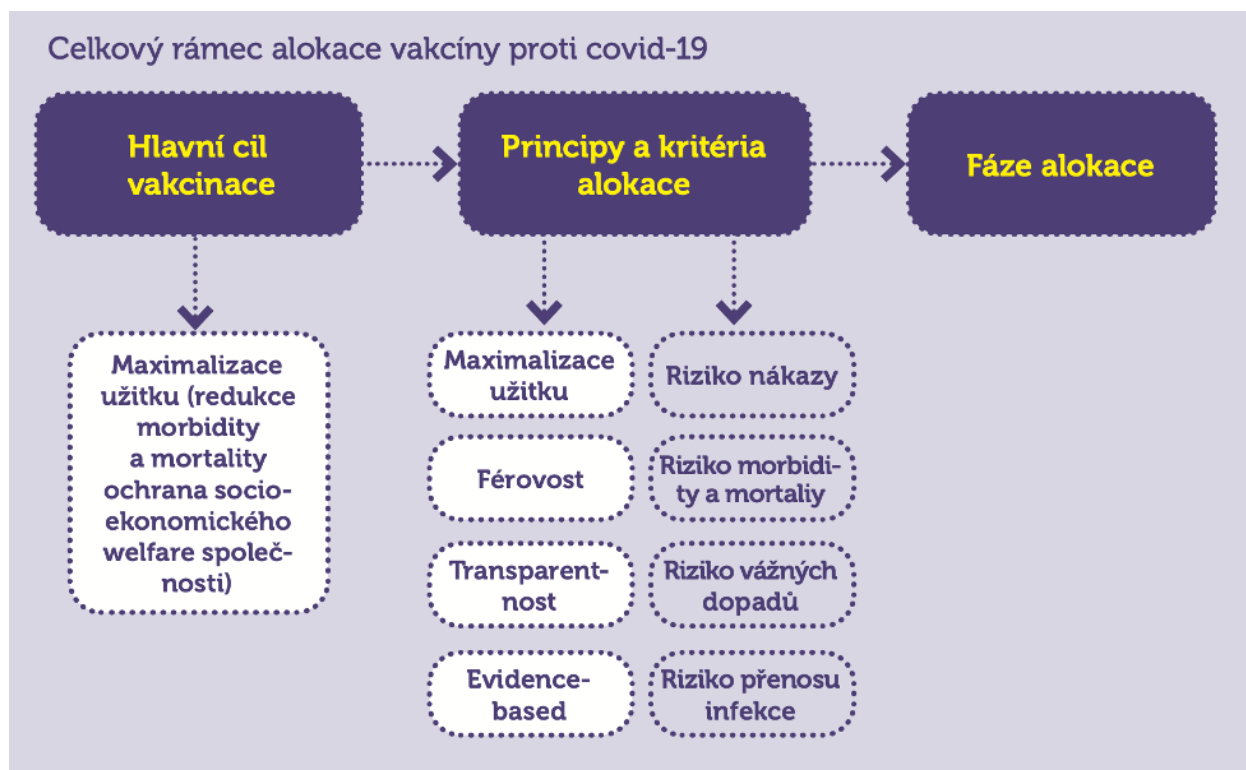 Celkový rámec alokace vakcíny proti covid-19
Hlavní cil
vakcinace
Principy a kritéria
alokace
Fáze alokace
Maximalizace
užitku (redukce
morbidity
a mortality
ochrana socio-
ekonomického
welfare společ-
nosti)
Maximalizace
užitku
Férovost
Transparent-
nost
Evidence-
based
Riziko nákazy
Riziko morbidi-
ty a mortaliy
Riziko vážných
dopadů
Riziko přenosu
infekce